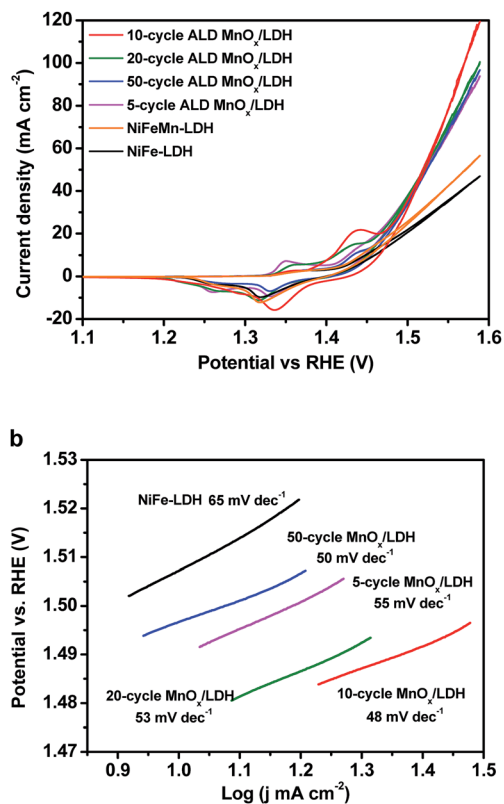 10-cycle ALD MnOₓ/LDH
20-cycle ALD MnOₓ/LDH
50-cycle ALD MnOₓ/LDH
5-cycle ALD MnOₓ/LDH
NiFeMn-LDH
NiFe-LDH
Current density (mA cm⁻²)
120
100
80
60
40
20
0
-20
1.1
1.2
1.3
1.4
1.5
1.6
Potential vs RHE (V)
b
Potential vs. RHE (V)
1.53
1.52
1.51
1.50
1.49
1.48
1.47
NiFe-LDH 65 mV dec⁻¹
50-cycle MnOₓ/LDH
50 mV dec⁻¹
5-cycle MnOₓ/LDH
55 mV dec⁻¹
20-cycle MnOₓ/LDH
53 mV dec⁻¹
10-cycle MnOₓ/LDH
48 mV dec⁻¹
0.9
1.0
1.1
1.2
1.3
1.4
1.5
Log (j mA cm⁻²)